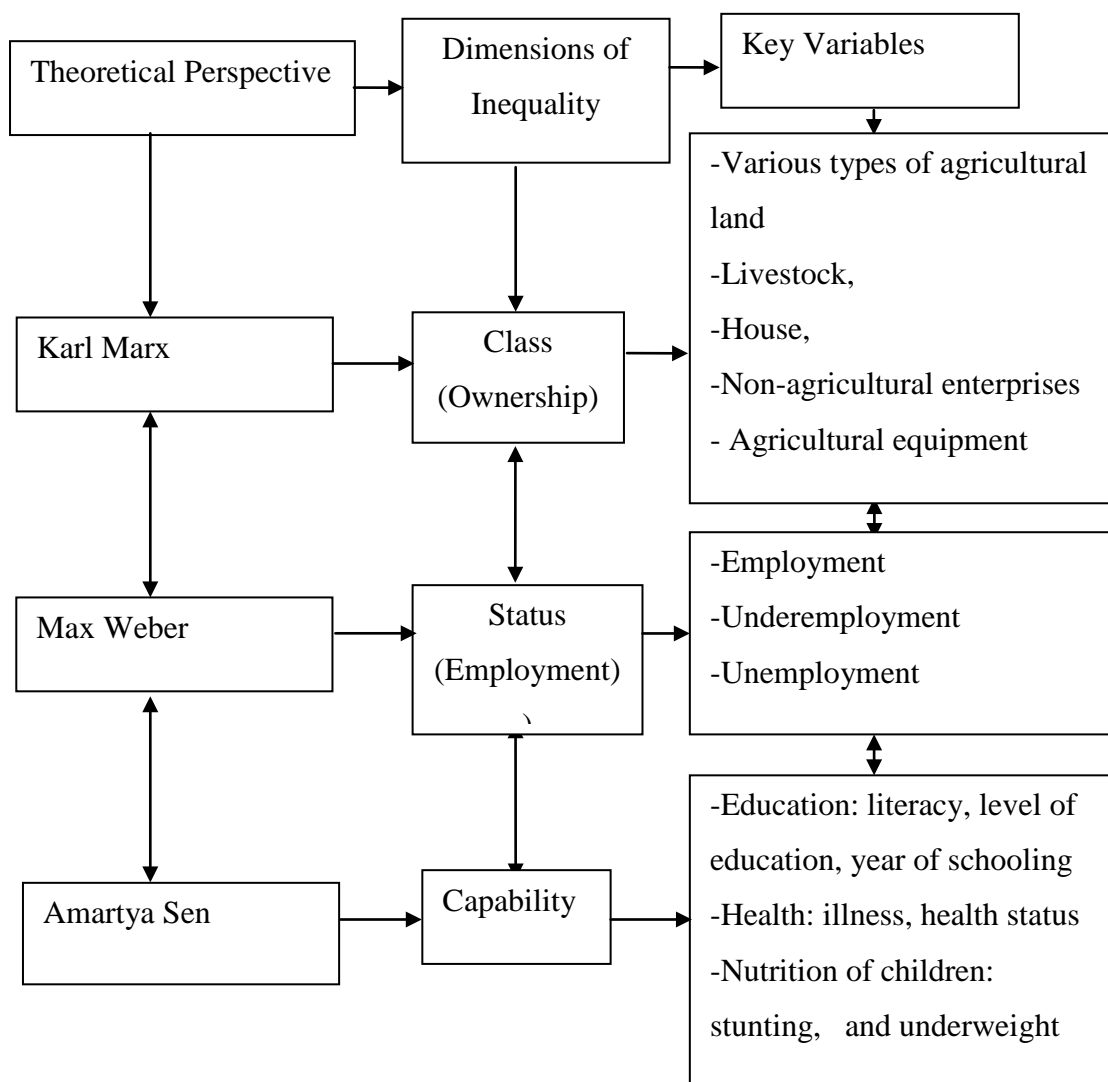 Theoretical Perspective
Dimensions of
Inequality
Key Variables
Karl Marx
Class
(Ownership)
-Various types of agricultural
land
-Livestock,
-House,
-Non-agricultural enterprises
- Agricultural equipment
Max Weber
Status
(Employment)
)
-Employment
-Underemployment
-Unemployment
Amartya Sen
Capability
-Education: literacy, level of
education, year of schooling
-Health: illness, health status
-Nutrition of children:
stunting,   and underweight